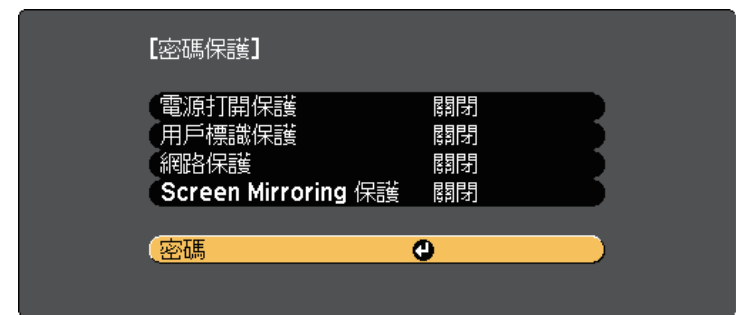 [密碼保護]
電源打開保護 關閉
用戶標識保護 關閉
網路保護 關閉
Screen Mirroring 保護 關閉
密碼